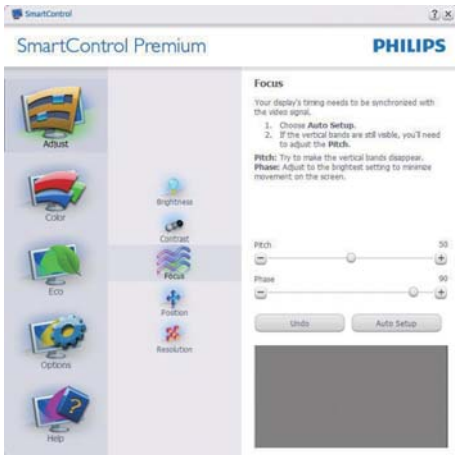 SmartControl
? X
SmartControl Premium
PHILIPS
Adjust
Color
Eco
Options
Help
Brightness
Contrast
Focus
Position
Resolution
Focus
Your display's timing needs to be synchronized with
the video signal.
1. Choose Auto Setup.
2. If the vertical bands are still visible, you'll need
to adjust the Pitch.
Pitch: Try to make the vertical bands disappear.
Phase: Adjust to the brightest setting to minimize
movement on the screen.
Pitch 50
Phase 90
Undo Auto Setup